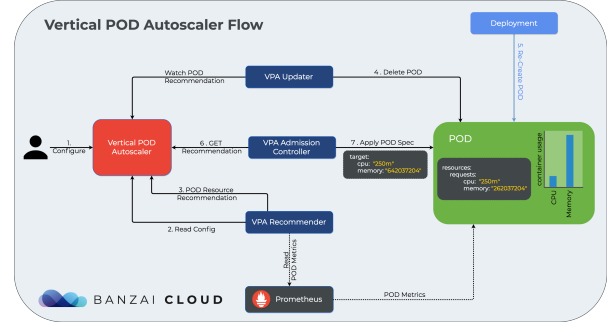 Vertical POD Autoscaler Flow
Deployment
5. Re-Create POD
Watch POD
Recommendation
VPA Updater
4 . Delete POD
1.
Configure
Vertical POD
Autoscaler
6 . GET
Recommendation
VPA Admission
Controller
7 . Apply POD Spec
target:
cpu: "250m"
memory: "642037204"
POD
resources:
requests:
cpu: "250m"
memory: "262037204"
container usage
CPU
Memory
3. POD Resource
Recommendation
2. Read Config
VPA Recommender
Read
POD Metrics
Prometheus
POD Metrics
BANZAI CLOUD